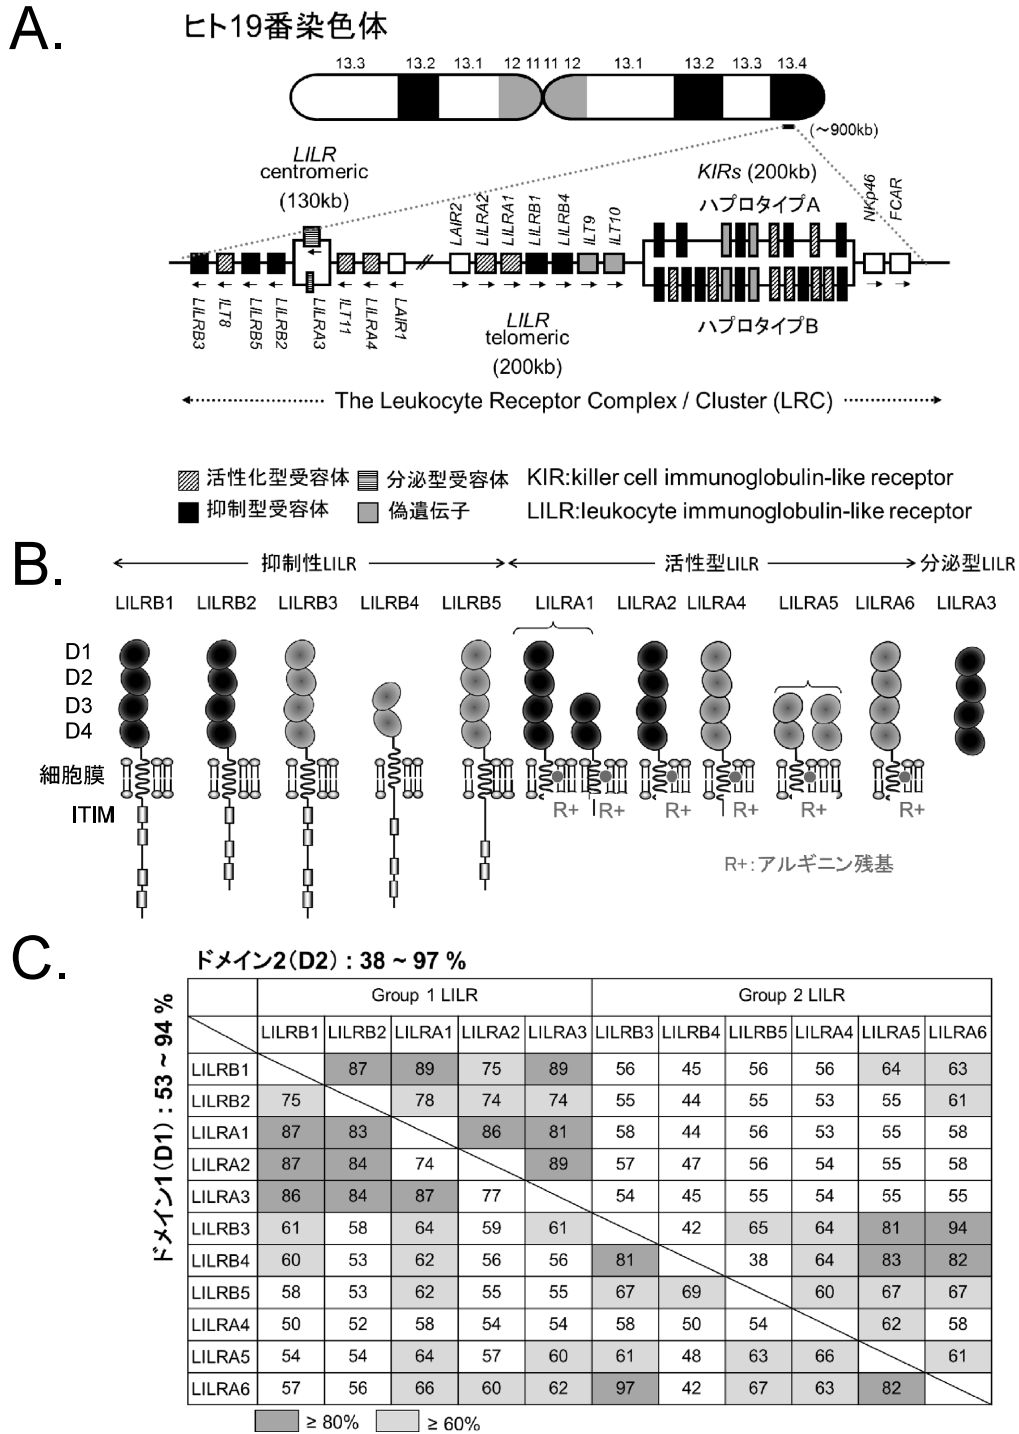 A.
ヒト19番染色体
13.3 13.2 13.1 12 11 11 12 13.1 13.2 13.3 13.4
(～900kb)
LILR
centromeric
(130kb)
KIRs (200kb)
ハプロタイプA
LAIR2 LILRA2 LILRA1 LILRB1 LILRB4 ILT9 ILT10 NKp46 FCAR
LILRB3 ILT8 LILRB5 LILRB2 LILRA3 ILT11 LILRA4 LAIR1
LILR
telomeric
(200kb)
ハプロタイプB
The Leukocyte Receptor Complex / Cluster (LRC)
活性化型受容体 分泌型受容体 KIR:killer cell immunoglobulin-like receptor
抑制型受容体 偽遺伝子 LILR:leukocyte immunoglobulin-like receptor
B.
抑制性LILR 活性型LILR 分泌型LILR
LILRB1 LILRB2 LILRB3 LILRB4 LILRB5 LILRA1 LILRA2 LILRA4 LILRA5 LILRA6 LILRA3
D1
D2
D3
D4
細胞膜
ITIM
R+ R+ R+ R+ R+ R+
R+:アルギニン残基
C.
ドメイン2(D2) : 38 ~ 97 %
ドメイン1(D1) : 53 ~ 94 %
Group 1 LILR Group 2 LILR
LILRB1 LILRB2 LILRA1 LILRA2 LILRA3 LILRB3 LILRB4 LILRB5 LILRA4 LILRA5 LILRA6
LILRB1 87 89 75 89 56 45 56 56 64 63
LILRB2 75 78 74 74 55 44 55 53 55 61
LILRA1 87 83 86 81 58 44 56 53 55 58
LILRA2 87 84 74 89 57 47 56 54 55 58
LILRA3 86 84 87 77 54 45 55 54 55 55
LILRB3 61 58 64 59 61 42 65 64 81 94
LILRB4 60 53 62 56 56 81 38 64 83 82
LILRB5 58 53 62 55 55 67 69 60 67 67
LILRA4 50 52 58 54 54 58 50 54 62 58
LILRA5 54 54 64 57 60 61 48 63 66 61
LILRA6 57 56 66 60 62 97 42 67 63 82
≥ 80% ≥ 60%